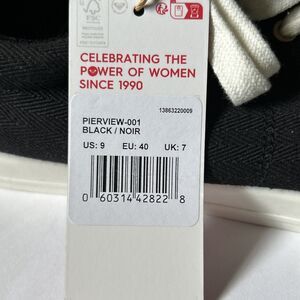 FSC
CELEBRATING THE
POWER OF WOMEN
SINCE 1990
13863220009
PIERVIEW-001
BLACK / NOIR
US: 9 EU: 40 UK: 7
0 60314 42822 8